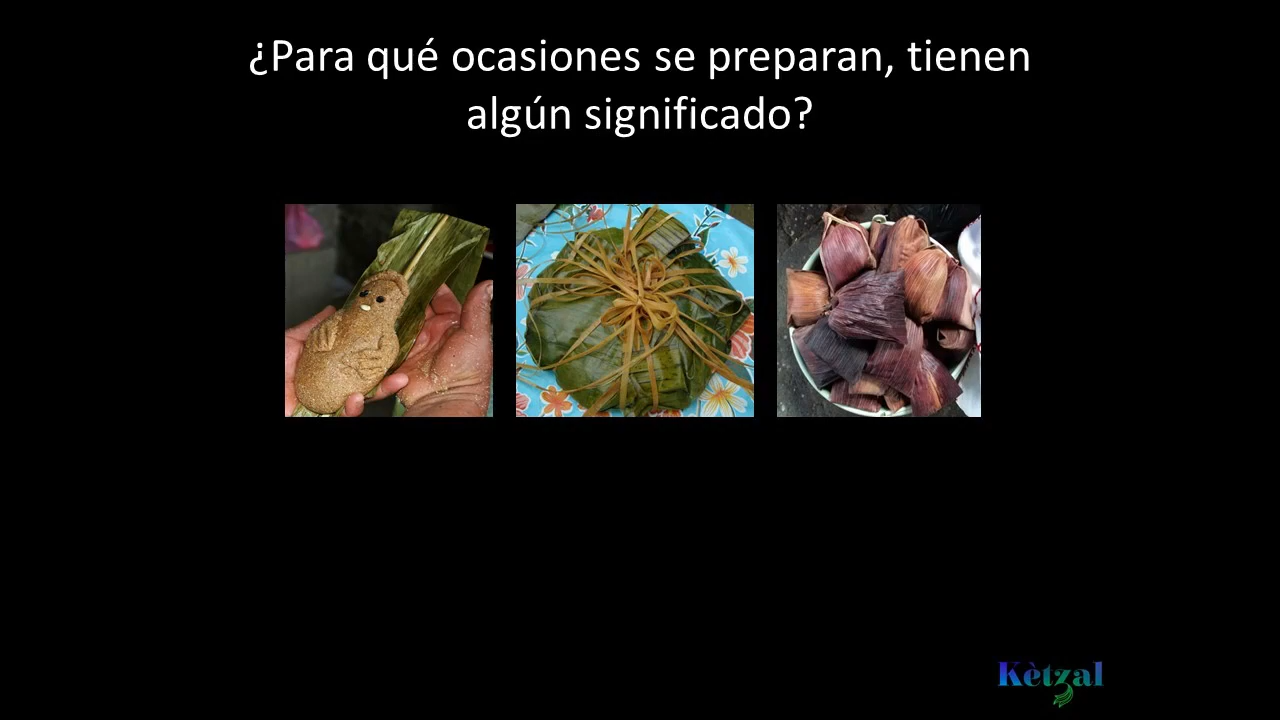 ¿Para qué ocasiones se preparan, tienen
algún significado?
Kètzal